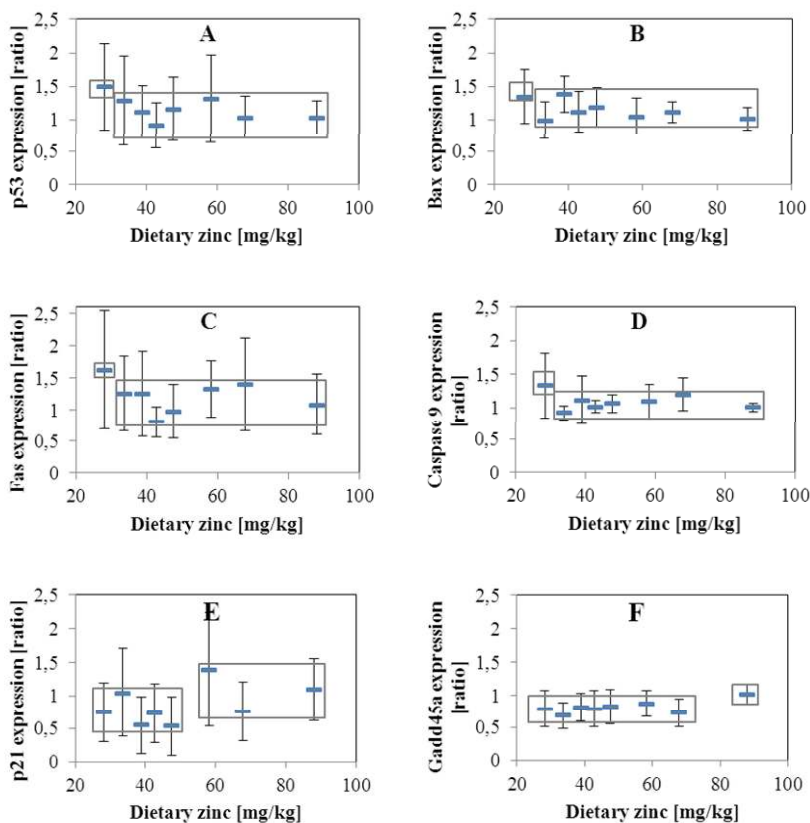 A
p53 expression [ratio]
2,5
2
1,5
1
0,5
0
20 40 60 80 100
Dietary zinc [mg/kg]
B
Bax expression [ratio]
2,5
2
1,5
1
0,5
0
20 40 60 80 100
Dietary zinc [mg/kg]
C
Fas expression [ratio]
2,5
2
1,5
1
0,5
0
20 40 60 80 100
Dietary zinc [mg/kg]
D
Caspase 9 expression
[ratio]
2,5
2
1,5
1
0,5
0
20 40 60 80 100
Dietary zinc [mg/kg]
E
p21 expression [ratio]
2,5
2
1,5
1
0,5
0
20 40 60 80 100
Dietary zinc [mg/kg]
F
Gadd45a expression
[ratio]
2,5
2
1,5
1
0,5
0
20 40 60 80 100
Dietary zinc [mg/kg]